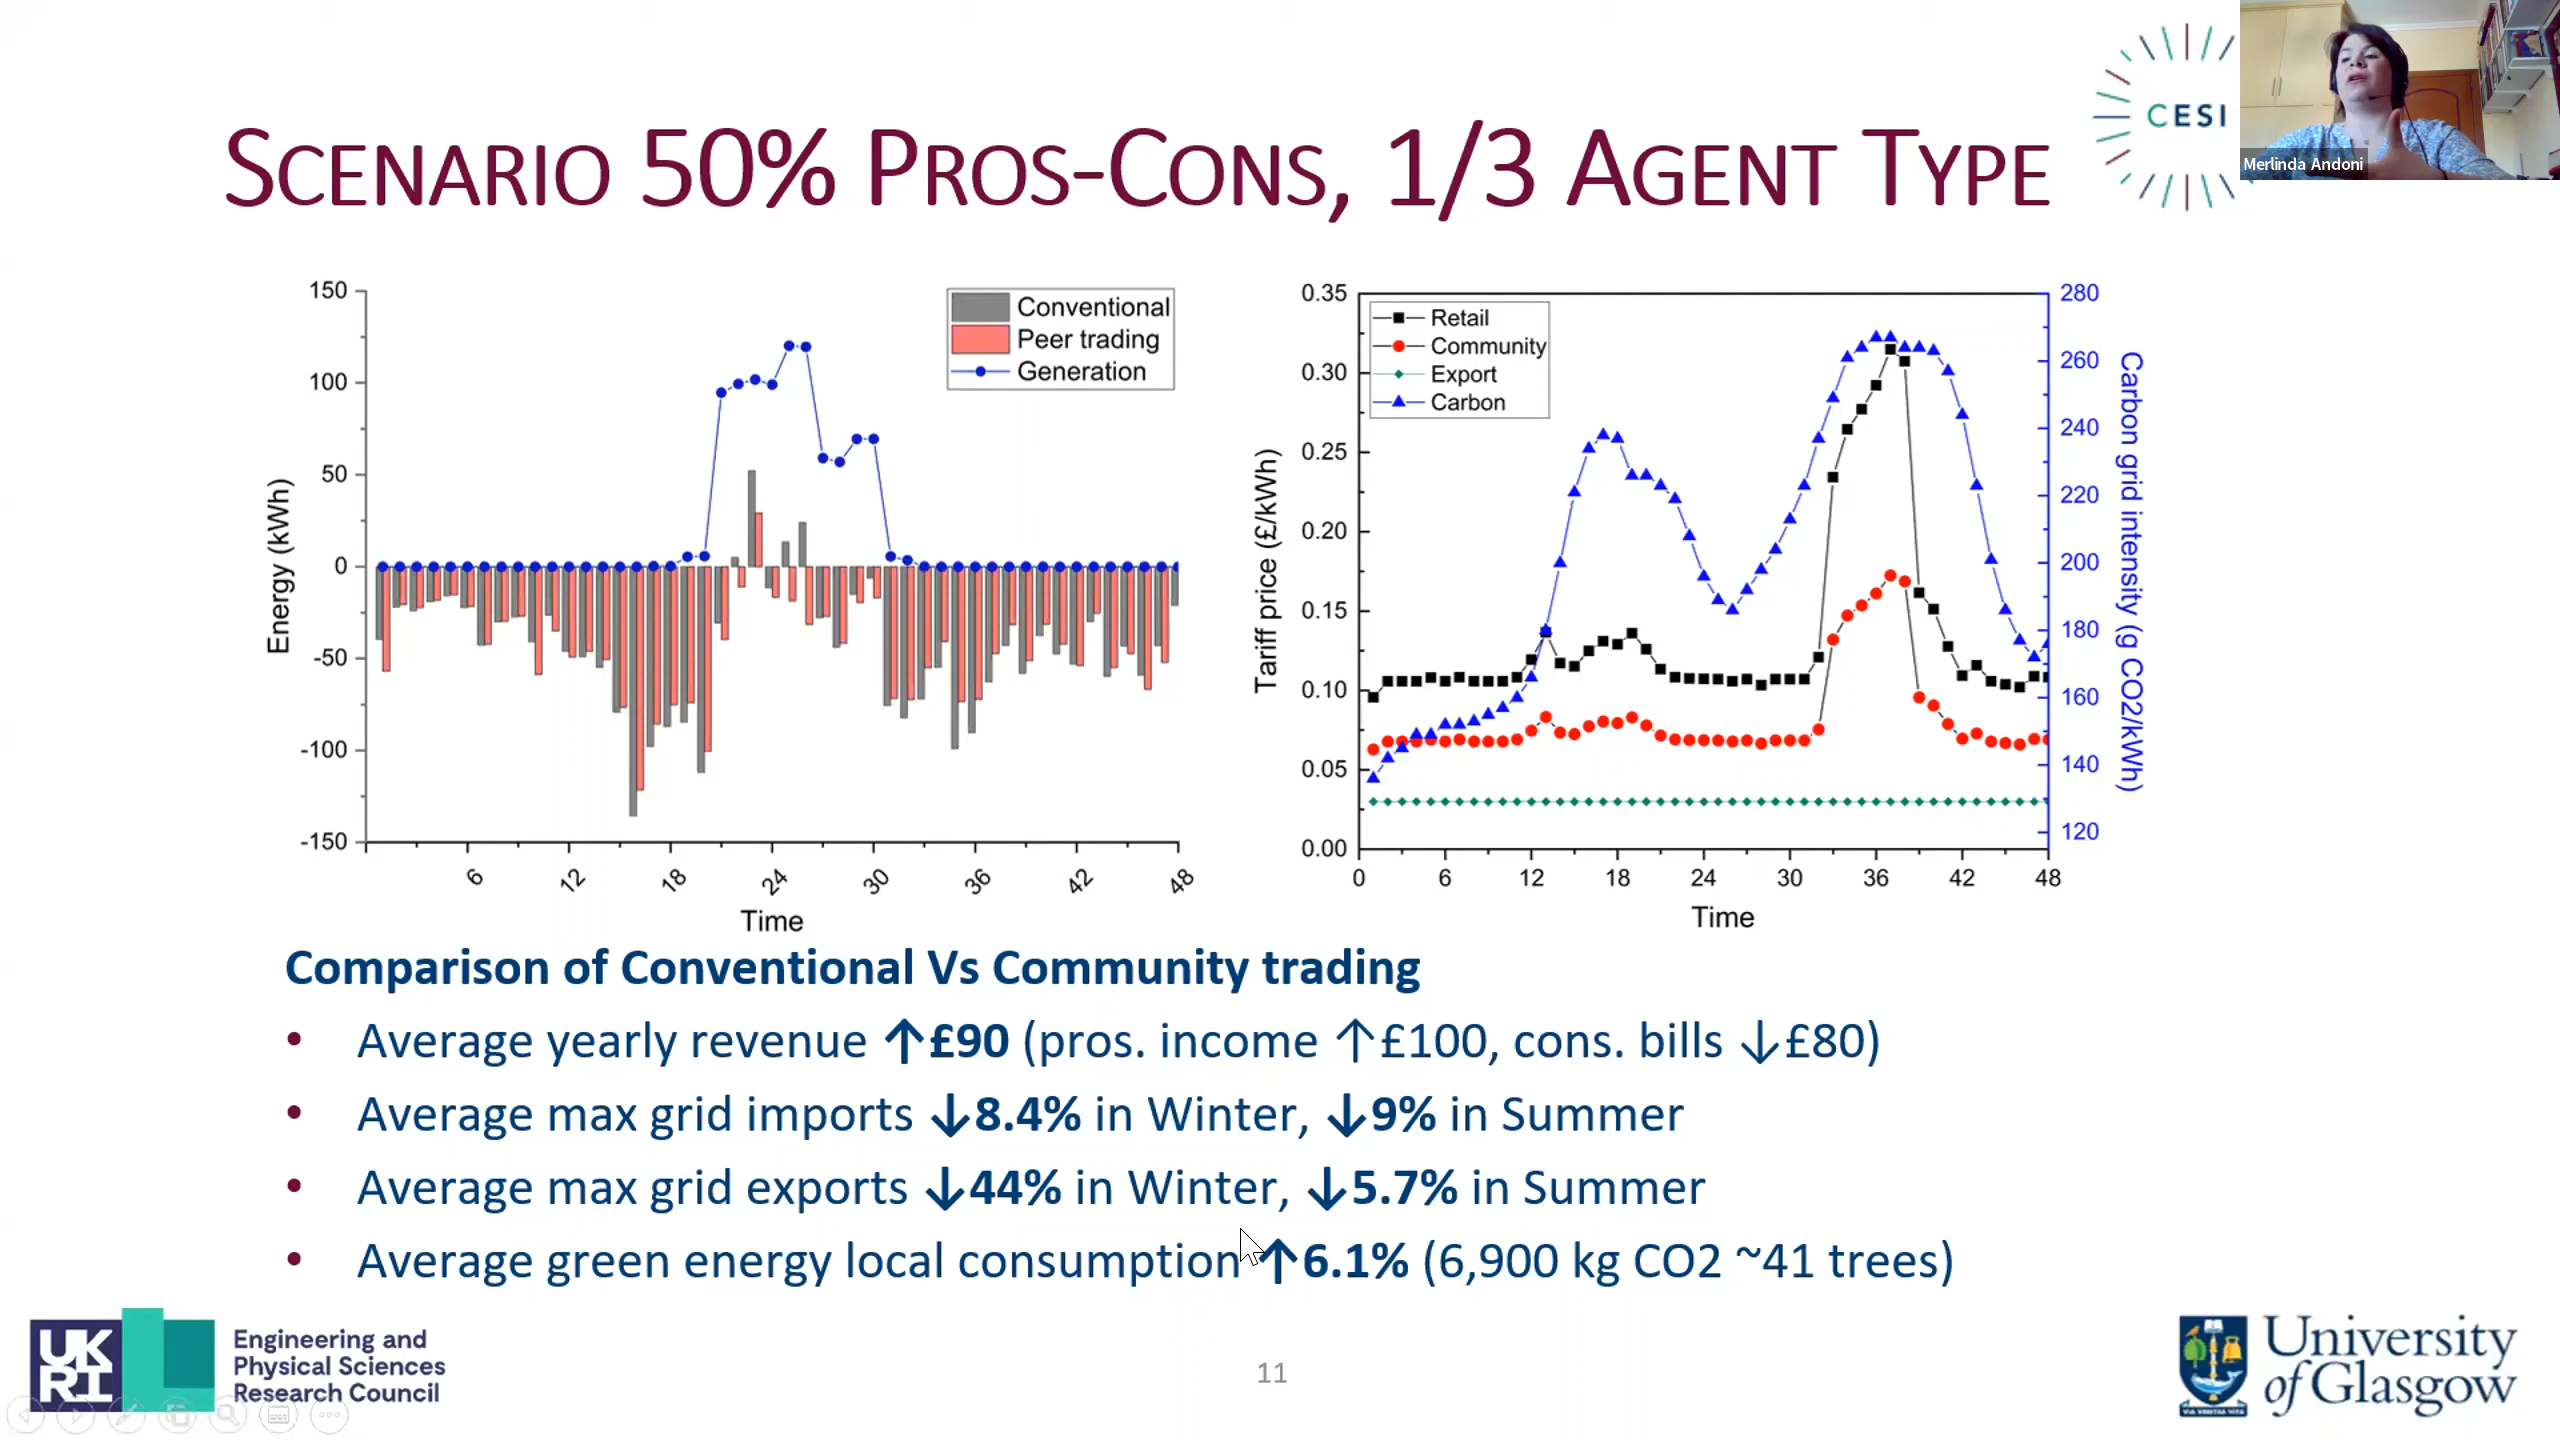 SCENARIO 50% PROS-CONS, 1/3 AGENT TYPE
CESI
Merlinda Andoni
150
100
50
0
-50
-100
-150
Energy (kWh)
Conventional
Peer trading
Generation
6
12
18
24
30
36
42
48
Time
0.35
0.30
0.25
0.20
0.15
0.10
0.05
0.00
Tariff price (£/kWh)
Retail
Community
Export
Carbon
280
260
240
220
200
180
160
140
120
Carbon grid intensity (g CO2/kWh)
0
6
12
18
24
30
36
42
48
Time
Comparison of Conventional Vs Community trading
• Average yearly revenue ↑£90 (pros. income ↑£100, cons. bills ↓£80)
• Average max grid imports ↓8.4% in Winter, ↓9% in Summer
• Average max grid exports ↓44% in Winter, ↓5.7% in Summer
• Average green energy local consumption ↑6.1% (6,900 kg CO2 ~41 trees)
UK
RI
Engineering and
Physical Sciences
Research Council
11
University
of Glasgow